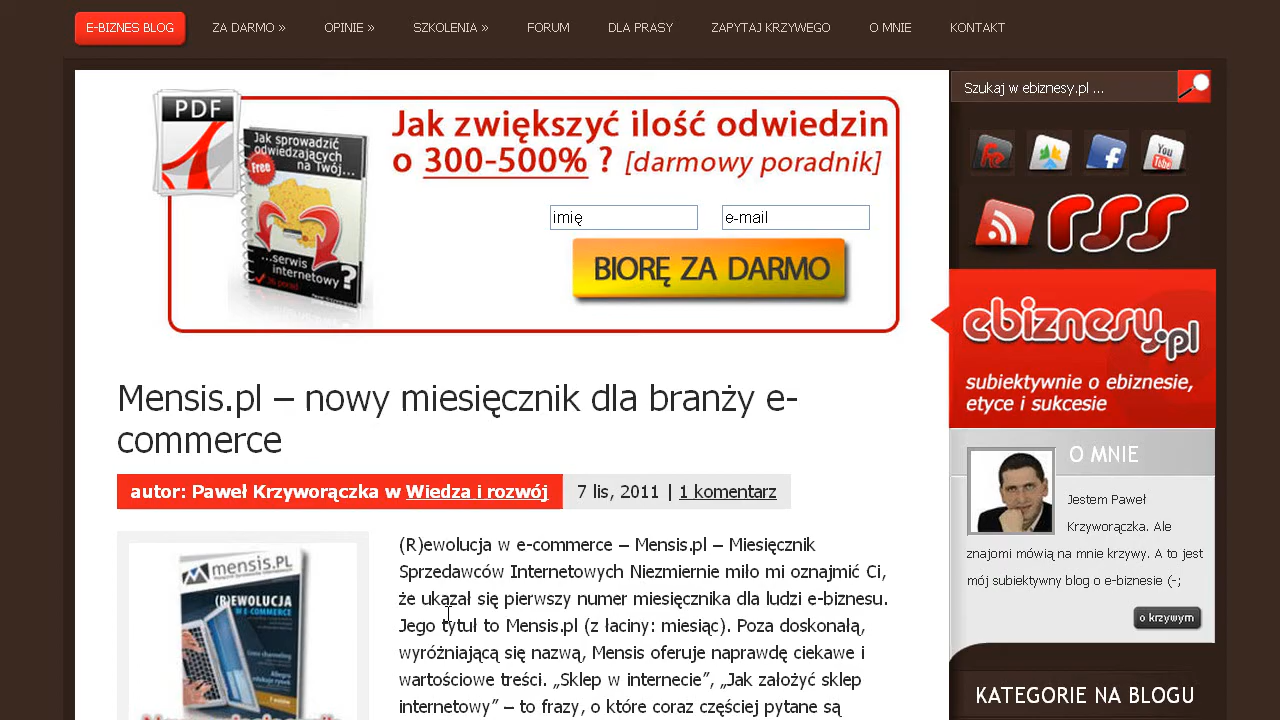 E-BIZNES BLOG
ZA DARMO »
OPINIE »
SZKOLENIA »
FORUM
DLA PRASY
ZAPYTAJ KRZYWEGO
O MNIE
KONTAKT
Szukaj w ebiznesy.pl ...
PDF
Jak sprowadzić
odwiedzających
na Twój...
Free
...serwis
internetowy
?
Jak zwiększyć ilość odwiedzin
o 300-500% ? [darmowy poradnik]
imię
e-mail
BIORĘ ZA DARMO
You
Tube
rss
ebiznesy.pl
subiektywnie o ebiznesie,
etyce i sukcesie
Mensis.pl – nowy miesięcznik dla branży e-
commerce
autor: Paweł Krzyworączka w Wiedza i rozwój
7 lis, 2011 | 1 komentarz
mensis.PL
(R)EWOLUCJA
W E-COMMERCE
(R)ewolucja w e-commerce – Mensis.pl – Miesięcznik
Sprzedawców Internetowych Niezmiernie miło mi oznajmić Ci,
że ukazał się pierwszy numer miesięcznika dla ludzi e-biznesu.
Jego tytuł to Mensis.pl (z łaciny: miesiąc). Poza doskonałą,
wyróżniającą się nazwą, Mensis oferuje naprawdę ciekawe i
wartościowe treści. „Sklep w internecie”, „Jak założyć sklep
internetowy” – to frazy, o które coraz częściej pytane są
O MNIE
Jestem Paweł
Krzyworączka. Ale
znajomi mówią na mnie krzywy. A to jest
mój subiektywny blog o e-biznesie (-;
o krzywym
KATEGORIE NA BLOGU